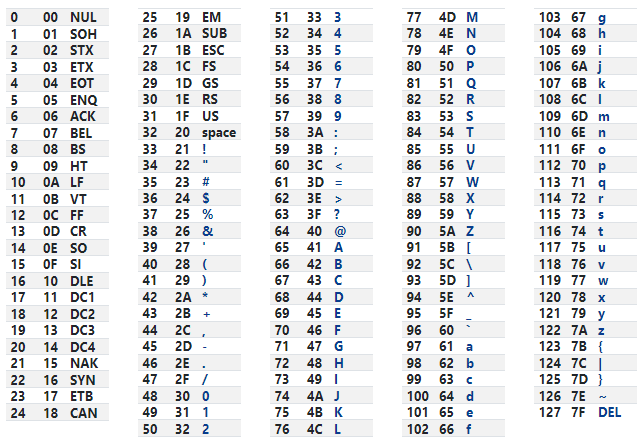 0 00 NUL
1 01 SOH
2 02 STX
3 03 ETX
4 04 EOT
5 05 ENQ
6 06 ACK
7 07 BEL
8 08 BS
9 09 HT
10 0A LF
11 0B VT
12 0C FF
13 0D CR
14 0E SO
15 0F SI
16 10 DLE
17 11 DC1
18 12 DC2
19 13 DC3
20 14 DC4
21 15 NAK
22 16 SYN
23 17 ETB
24 18 CAN
25 19 EM
26 1A SUB
27 1B ESC
28 1C FS
29 1D GS
30 1E RS
31 1F US
32 20 space
33 21 !
34 22 "
35 23 #
36 24 $
37 25 %
38 26 &
39 27 '
40 28 (
41 29 )
42 2A *
43 2B +
44 2C ,
45 2D -
46 2E .
47 2F /
48 30 0
49 31 1
50 32 2
51 33 3
52 34 4
53 35 5
54 36 6
55 37 7
56 38 8
57 39 9
58 3A :
59 3B ;
60 3C <
61 3D =
62 3E >
63 3F ?
64 40 @
65 41 A
66 42 B
67 43 C
68 44 D
69 45 E
70 46 F
71 47 G
72 48 H
73 49 I
74 4A J
75 4B K
76 4C L
77 4D M
78 4E N
79 4F O
80 50 P
81 51 Q
82 52 R
83 53 S
84 54 T
85 55 U
86 56 V
87 57 W
88 58 X
89 59 Y
90 5A Z
91 5B [
92 5C \
93 5D ]
94 5E ^
95 5F _
96 60 `
97 61 a
98 62 b
99 63 c
100 64 d
101 65 e
102 66 f
103 67 g
104 68 h
105 69 i
106 6A j
107 6B k
108 6C l
109 6D m
110 6E n
111 6F o
112 70 p
113 71 q
114 72 r
115 73 s
116 74 t
117 75 u
118 76 v
119 77 w
120 78 x
121 79 y
122 7A z
123 7B {
124 7C |
125 7D }
126 7E ~
127 7F DEL